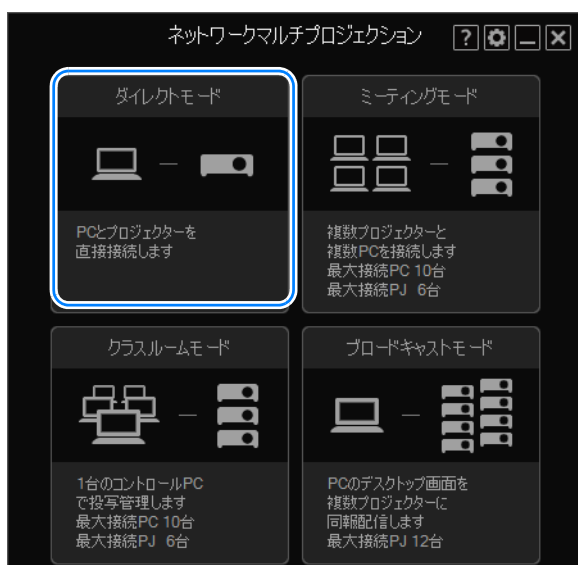 ネットワークマルチプロジェクション
?
ダイレクトモード
PCとプロジェクターを
直接接続します
ミーティングモード
複数プロジェクターと
複数PCを接続します
最大接続PC 10台
最大接続PJ 6台
クラスルームモード
1台のコントロールPC
で投写管理します
最大接続PC 10台
最大接続PJ 6台
ブロードキャストモード
PCのデスクトップ画面を
複数プロジェクターに
同報配信します
最大接続PJ 12台